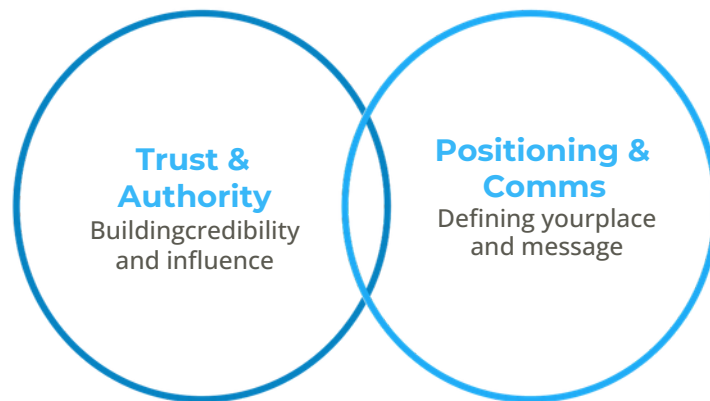 Trust &
Authority
Buildingcredibility
and influence
Positioning &
Comms
Defining yourplace
and message